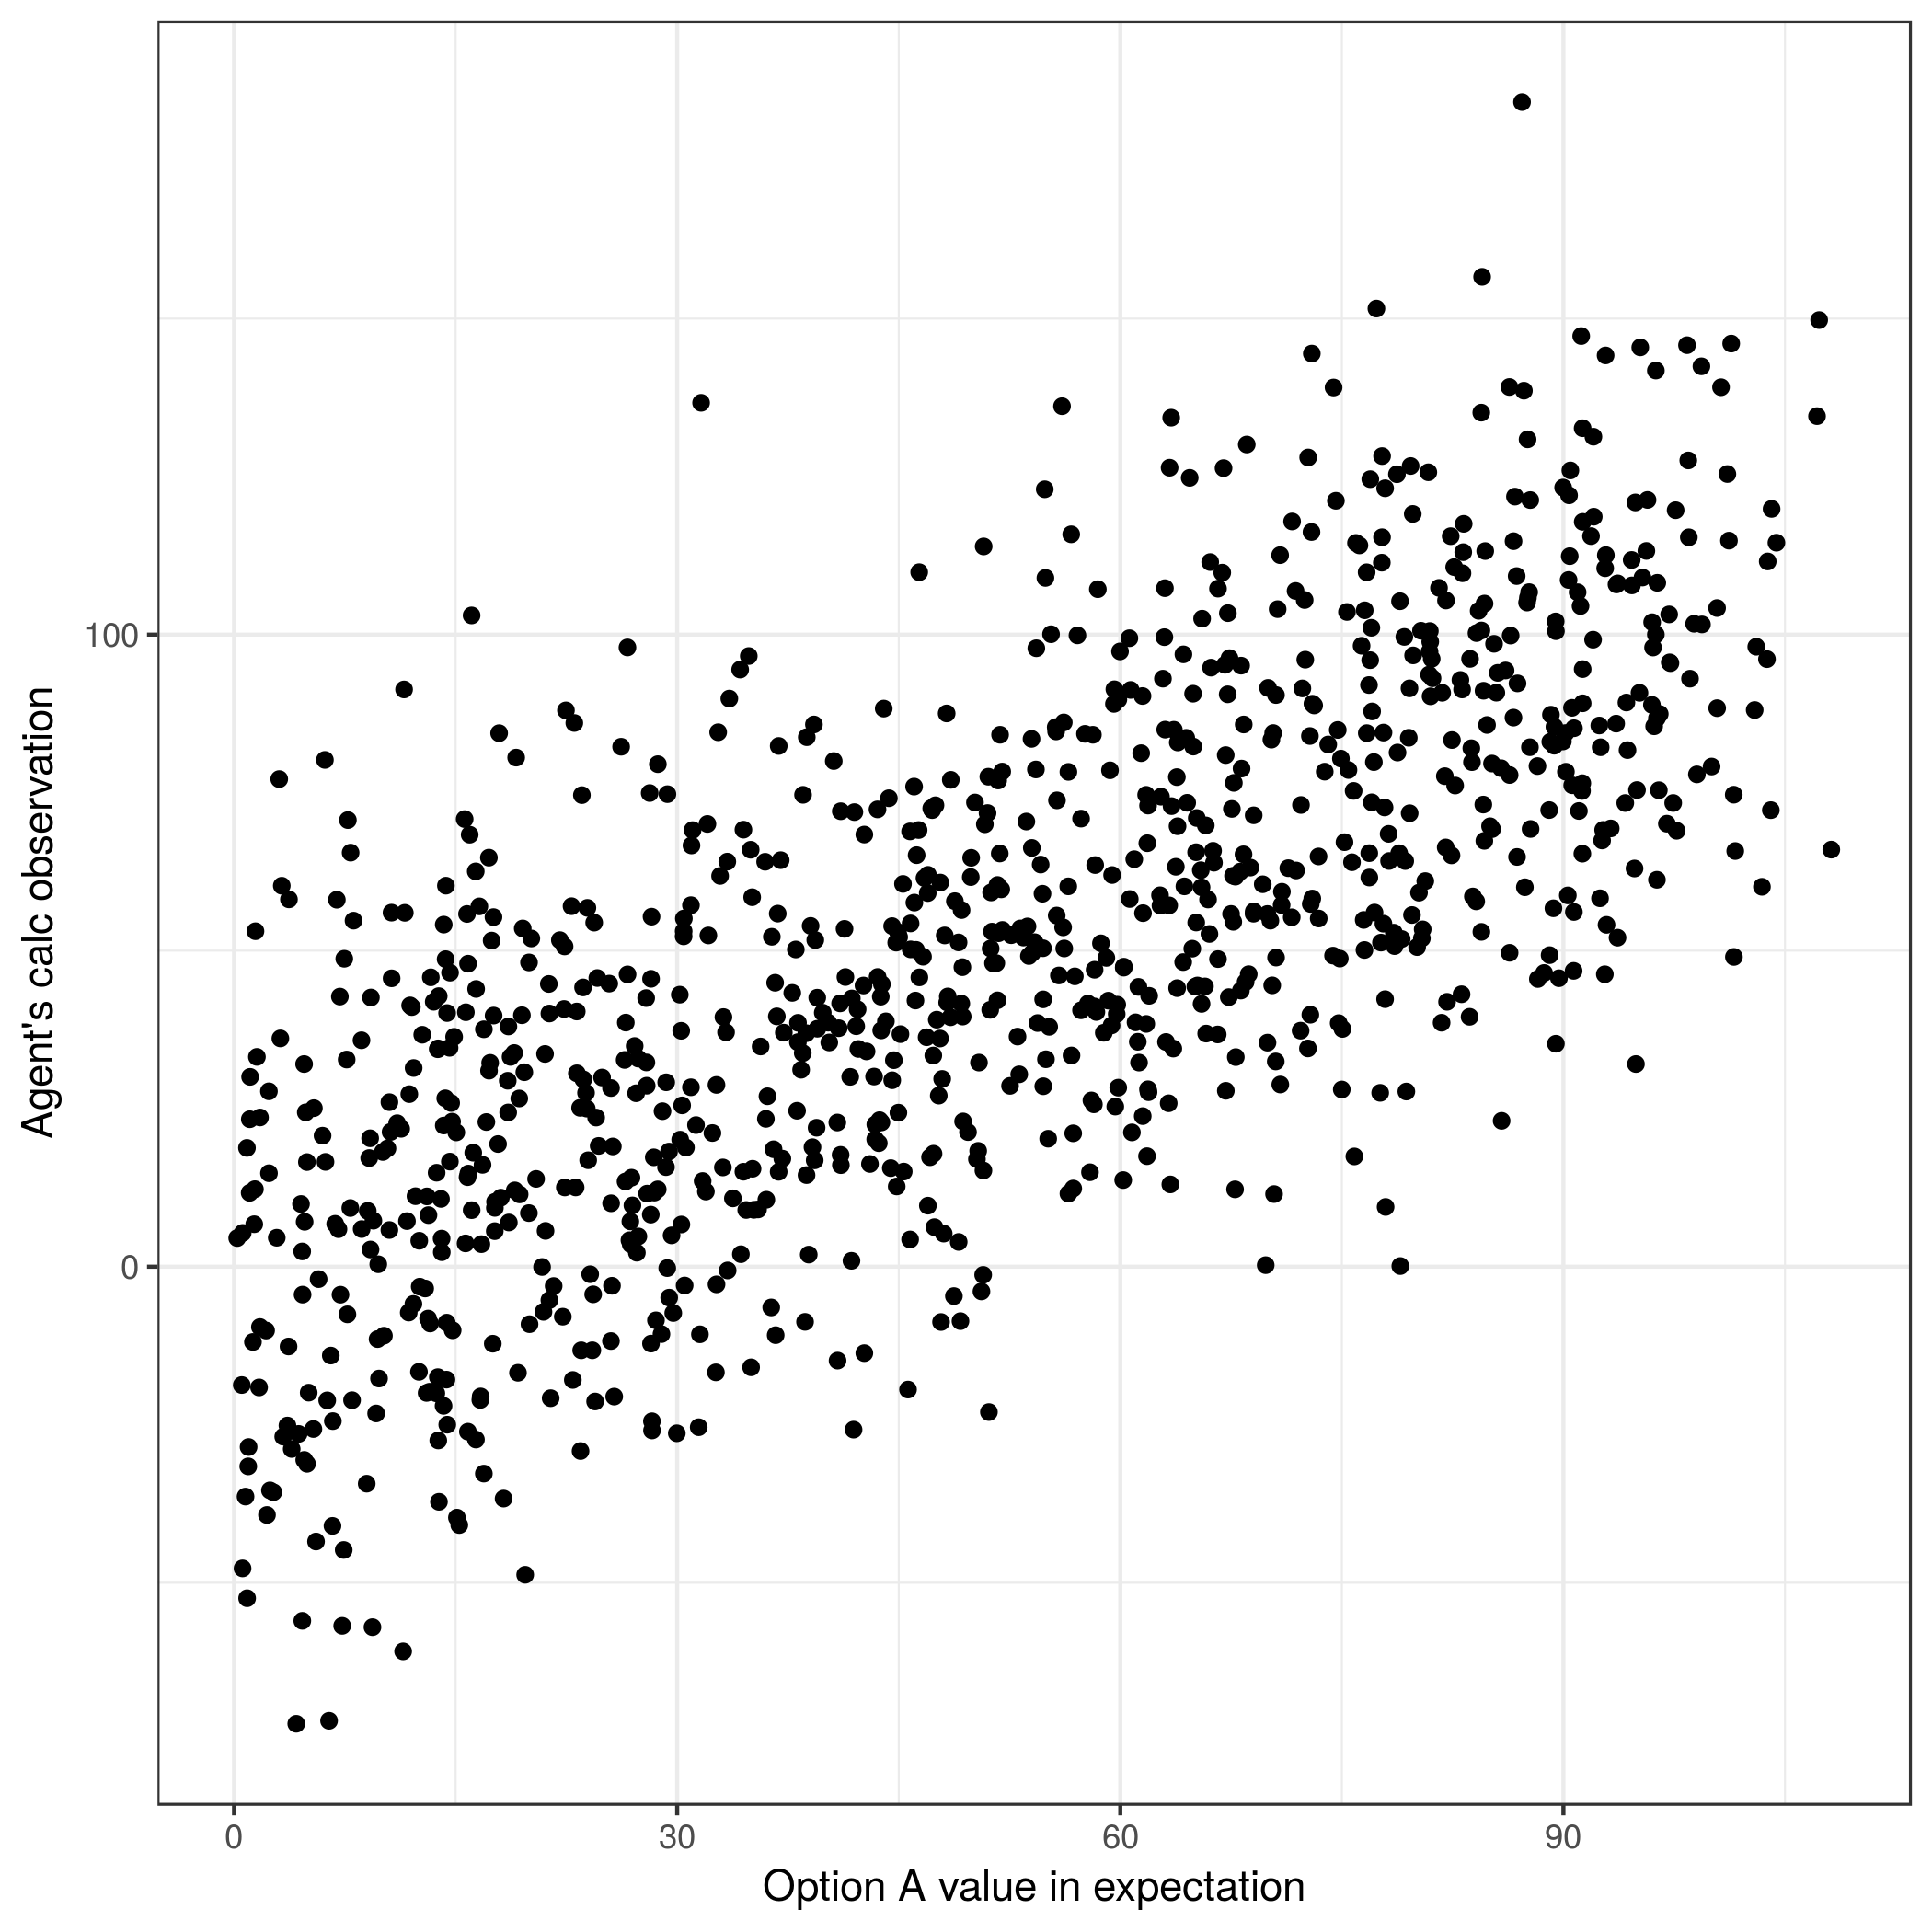 Agent's calc observation
100
0
0 30 60 90
Option A value in expectation